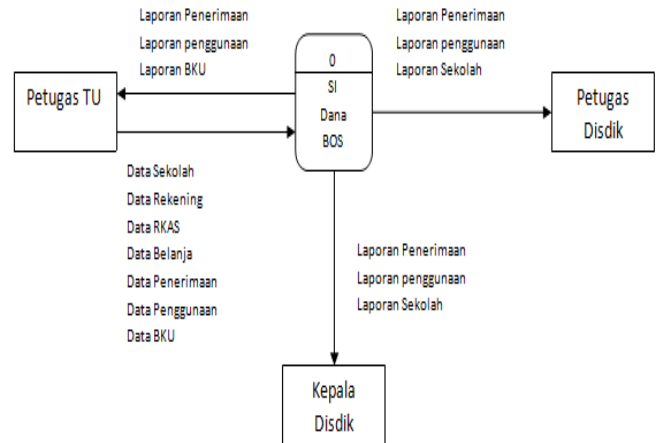 Laporan Penerimaan
Laporan penggunaan
Laporan BKU
Laporan Penerimaan
Laporan penggunaan
Laporan Sekolah
Petugas TU
0
SI
Dana
BOS
Petugas
Disdik
Data Sekolah
Data Rekening
Data RKAS
Data Belanja
Data Penerimaan
Data Penggunaan
Data BKU
Laporan Penerimaan
Laporan penggunaan
Laporan Sekolah
Kepala
Disdik